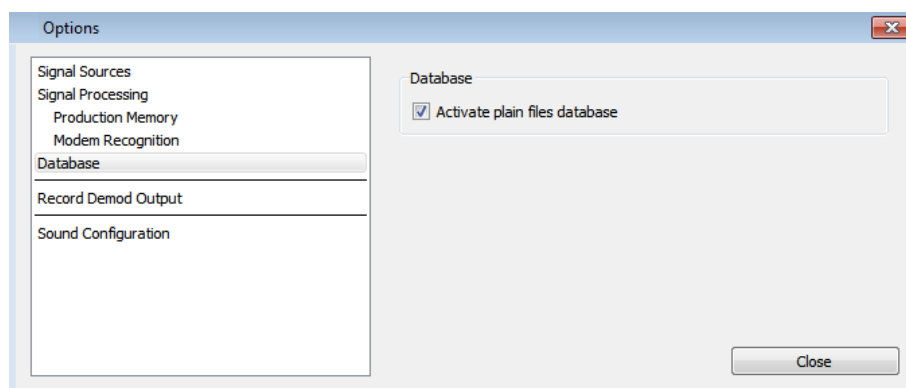 Options
Signal Sources
Signal Processing
Production Memory
Modem Recognition
Database
Record Demod Output
Sound Configuration
Database
Activate plain files database
Close